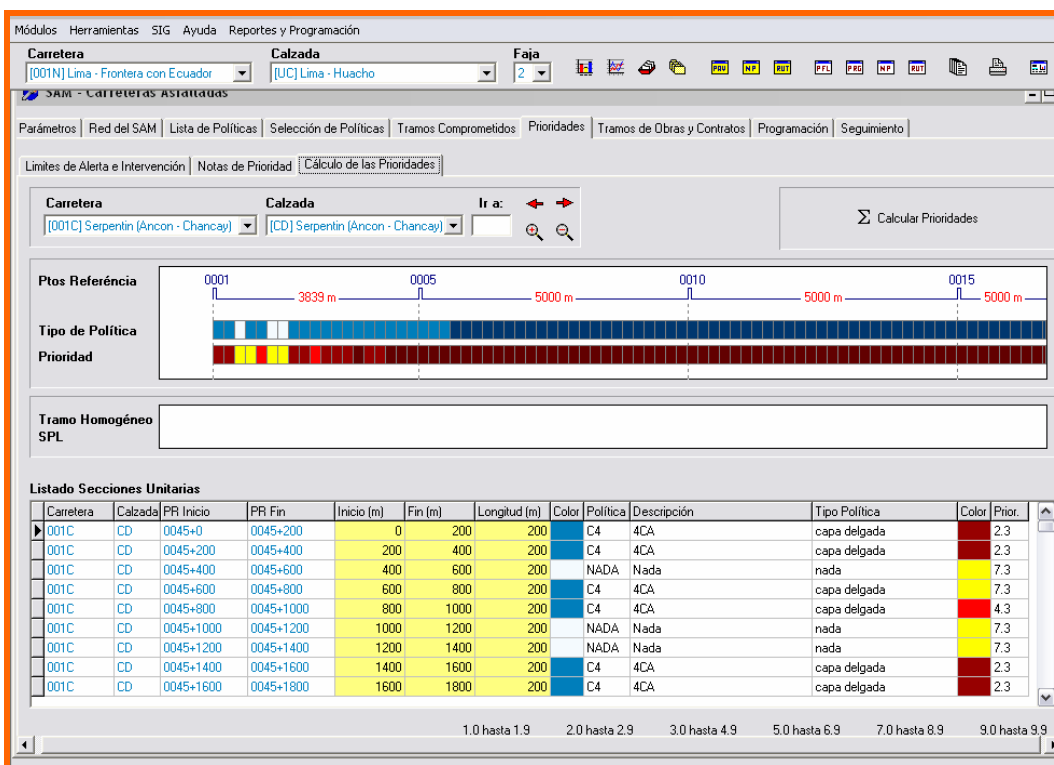 Módulos Herramientas SIG Ayuda Reportes y Programación
Carretera Calzada Faja
[001N] Lima - Frontera con Ecuador [UC] Lima - Huacho 2 PAV NP RUT PFL PRG NP RUT
SAM - Carreteras Asfaltadas
Parámetros Red del SAM Lista de Políticas Selección de Políticas Tramos Comprometidos Prioridades Tramos de Obras y Contratos Programación Seguimiento
Limites de Alerta e Intervención Notas de Prioridad Cálculo de las Prioridades
Carretera Calzada Ir a:
[001C] Serpentin (Ancon - Chancay) [CD] Serpentin (Ancon - Chancay) Σ Calcular Prioridades
Ptos Referéncia 0001 0005 0010 0015
3839 m 5000 m 5000 m 5000 m
Tipo de Política
Prioridad
Tramo Homogéneo
SPL
Listado Secciones Unitarias
Carretera Calzada PR Inicio PR Fin Inicio (m) Fin (m) Longitud (m) Color Política Descripción Tipo Política Color Prior.
001C CD 0045+0 0045+200 0 200 200 C4 4CA capa delgada 2.3
001C CD 0045+200 0045+400 200 400 200 C4 4CA capa delgada 2.3
001C CD 0045+400 0045+600 400 600 200 NADA Nada nada 7.3
001C CD 0045+600 0045+800 600 800 200 C4 4CA capa delgada 7.3
001C CD 0045+800 0045+1000 800 1000 200 C4 4CA capa delgada 4.3
001C CD 0045+1000 0045+1200 1000 1200 200 NADA Nada nada 7.3
001C CD 0045+1200 0045+1400 1200 1400 200 NADA Nada nada 7.3
001C CD 0045+1400 0045+1600 1400 1600 200 C4 4CA capa delgada 2.3
001C CD 0045+1600 0045+1800 1600 1800 200 C4 4CA capa delgada 2.3
1.0 hasta 1.9 2.0 hasta 2.9 3.0 hasta 4.9 5.0 hasta 6.9 7.0 hasta 8.9 9.0 hasta 9.9